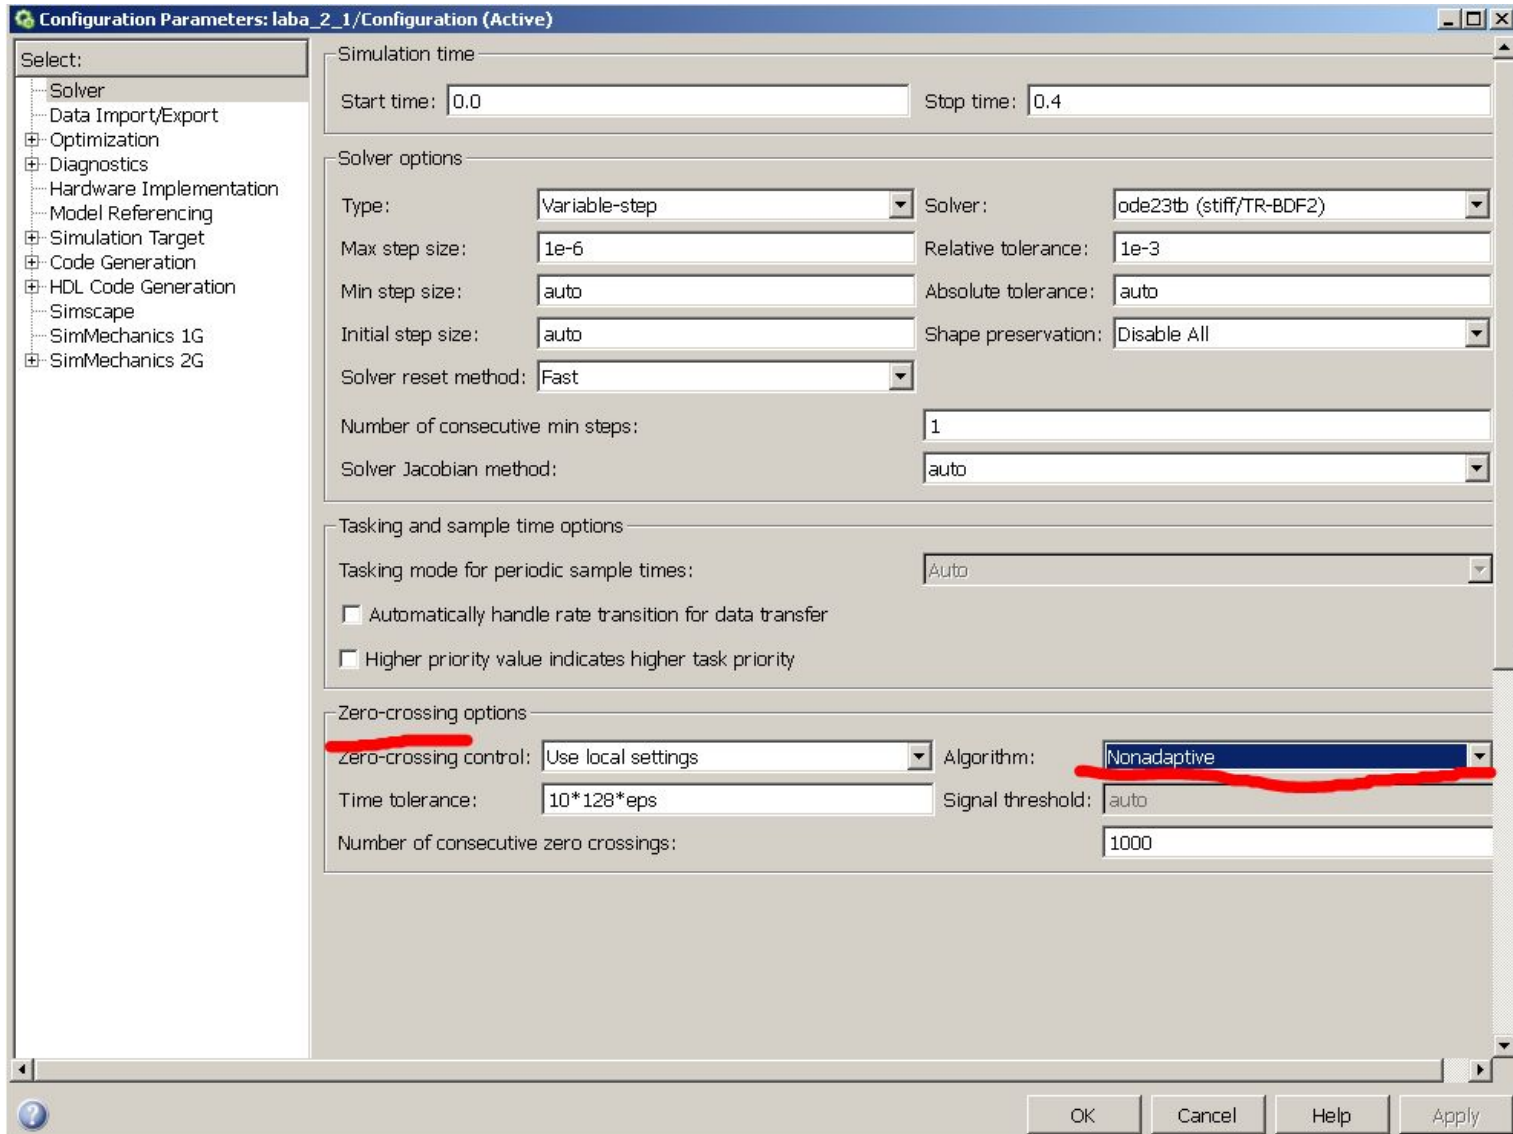 Configuration Parameters: laba_2_1/Configuration (Active)
Select:
Solver
Data Import/Export
Optimization
Diagnostics
Hardware Implementation
Model Referencing
Simulation Target
Code Generation
HDL Code Generation
Simscape
SimMechanics 1G
SimMechanics 2G
Simulation time
Start time: 0.0 Stop time: 0.4
Solver options
Type: Variable-step Solver: ode23tb (stiff/TR-BDF2)
Max step size: 1e-6 Relative tolerance: 1e-3
Min step size: auto Absolute tolerance: auto
Initial step size: auto Shape preservation: Disable All
Solver reset method: Fast
Number of consecutive min steps: 1
Solver Jacobian method: auto
Tasking and sample time options
Tasking mode for periodic sample times: Auto
Automatically handle rate transition for data transfer
Higher priority value indicates higher task priority
Zero-crossing options
Zero-crossing control: Use local settings Algorithm: Nonadaptive
Time tolerance: 10*128*eps Signal threshold: auto
Number of consecutive zero crossings: 1000
OK Cancel Help Apply